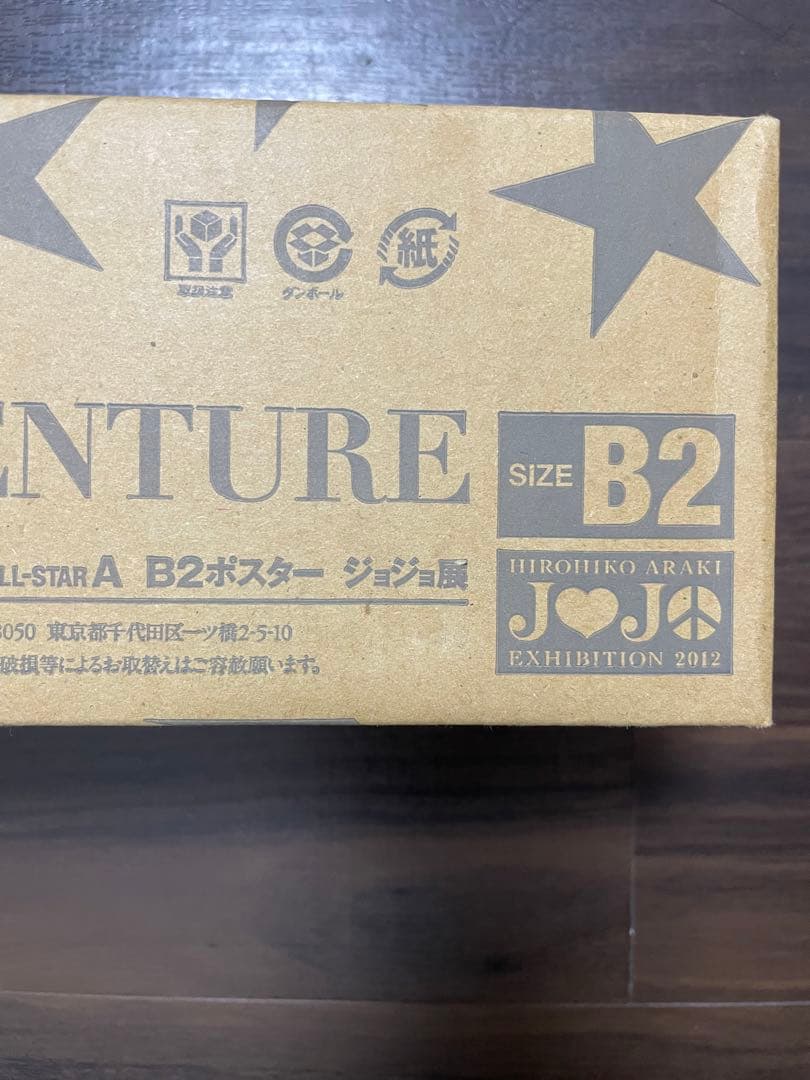 取扱注意
ダンボール
紙
ENTURE
SIZE B2
LL-STAR A B2ポスター ジョジョ展
HIROHIKO ARAKI
J♥J☮
EXHIBITION 2012
8050 東京都千代田区一ツ橋2-5-10
破損等によるお取替えはご容赦願います。